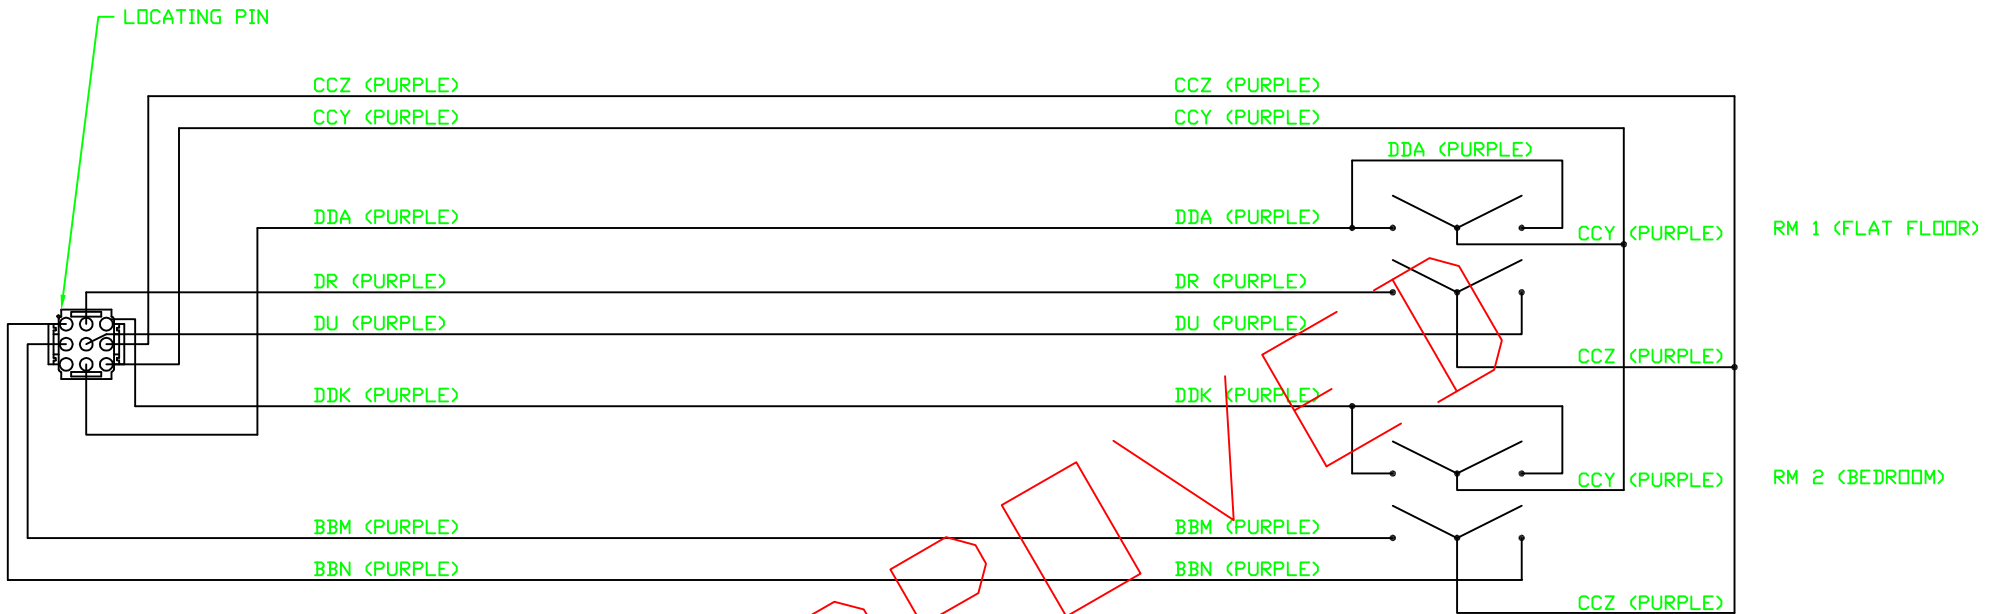 LOCATING PIN
CCZ (PURPLE) CCZ (PURPLE)
CCY (PURPLE) CCY (PURPLE)
DDA (PURPLE)
DDA (PURPLE) DDA (PURPLE)
CCY (PURPLE) RM 1 (FLAT FLOOR)
DR (PURPLE) DR (PURPLE)
DU (PURPLE) DU (PURPLE)
CCZ (PURPLE)
DDK (PURPLE) DDK (PURPLE)
CCY (PURPLE) RM 2 (BEDROOM)
BBM (PURPLE) BBM (PURPLE)
BBN (PURPLE) BBN (PURPLE)
CCZ (PURPLE)